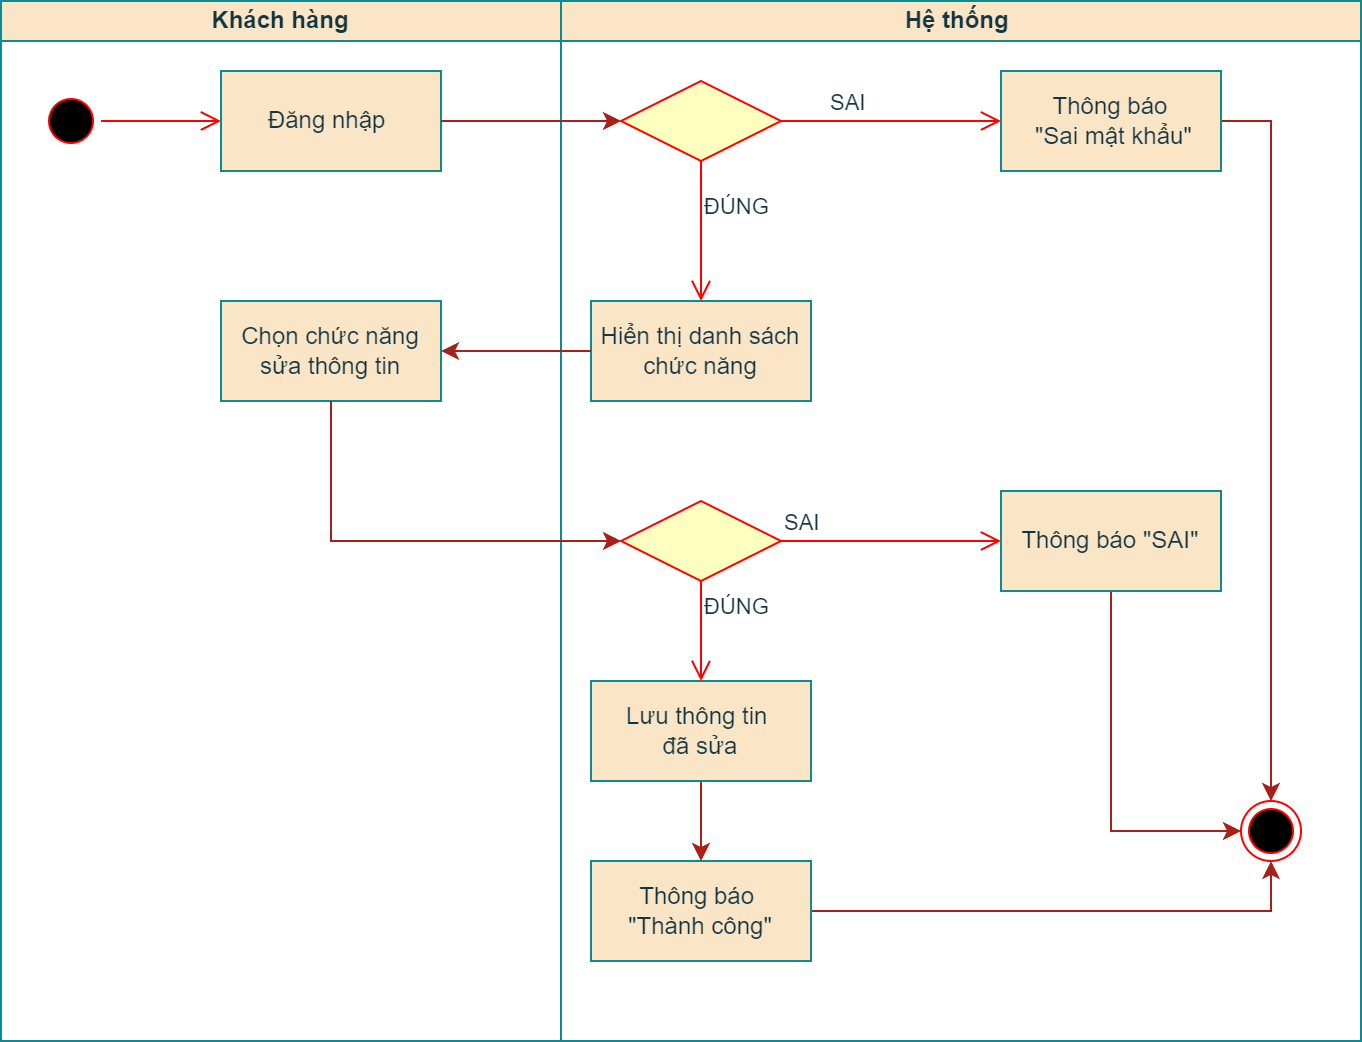 Khách hàng
Hệ thống
Đăng nhập
SAI
Thông báo
"Sai mật khẩu"
ĐÚNG
Chọn chức năng
sửa thông tin
Hiển thị danh sách
chức năng
SAI
Thông báo "SAI"
ĐÚNG
Lưu thông tin
đã sửa
Thông báo
"Thành công"